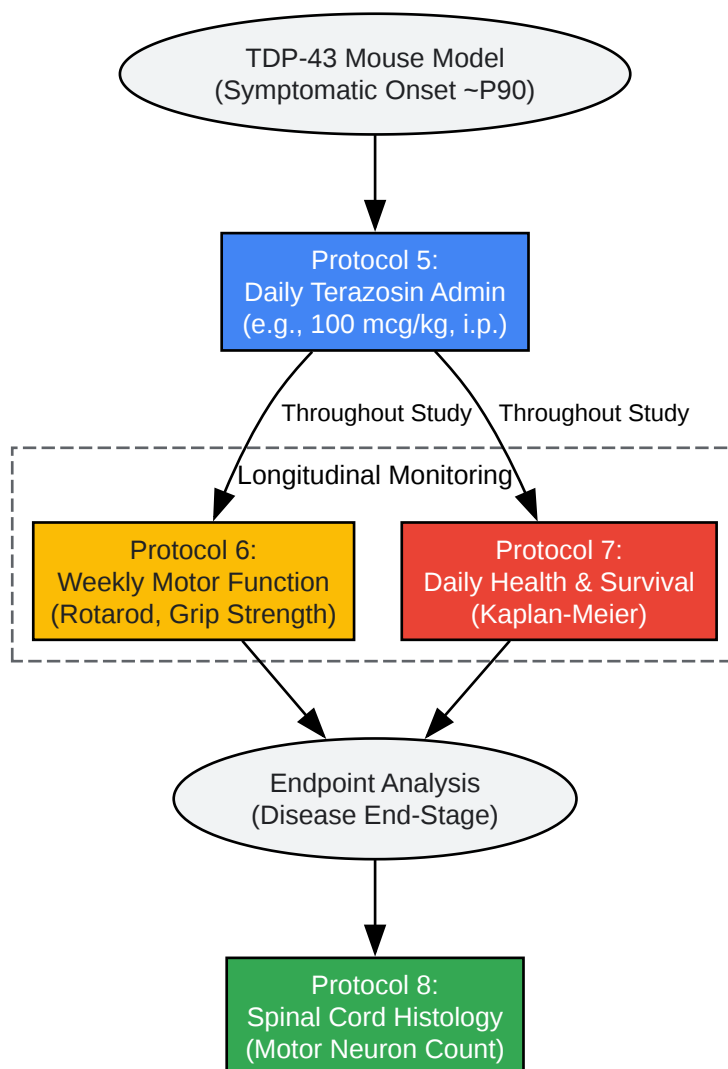 TDP-43 Mouse Model
(Symptomatic Onset ~P90)
Protocol 5:
Daily Terazosin Admin
(e.g., 100 mcg/kg, i.p.)
Throughout Study
Throughout Study
Longitudinal Monitoring
Protocol 6:
Weekly Motor Function
(Rotarod, Grip Strength)
Protocol 7:
Daily Health & Survival
(Kaplan-Meier)
Endpoint Analysis
(Disease End-Stage)
Protocol 8:
Spinal Cord Histology
(Motor Neuron Count)